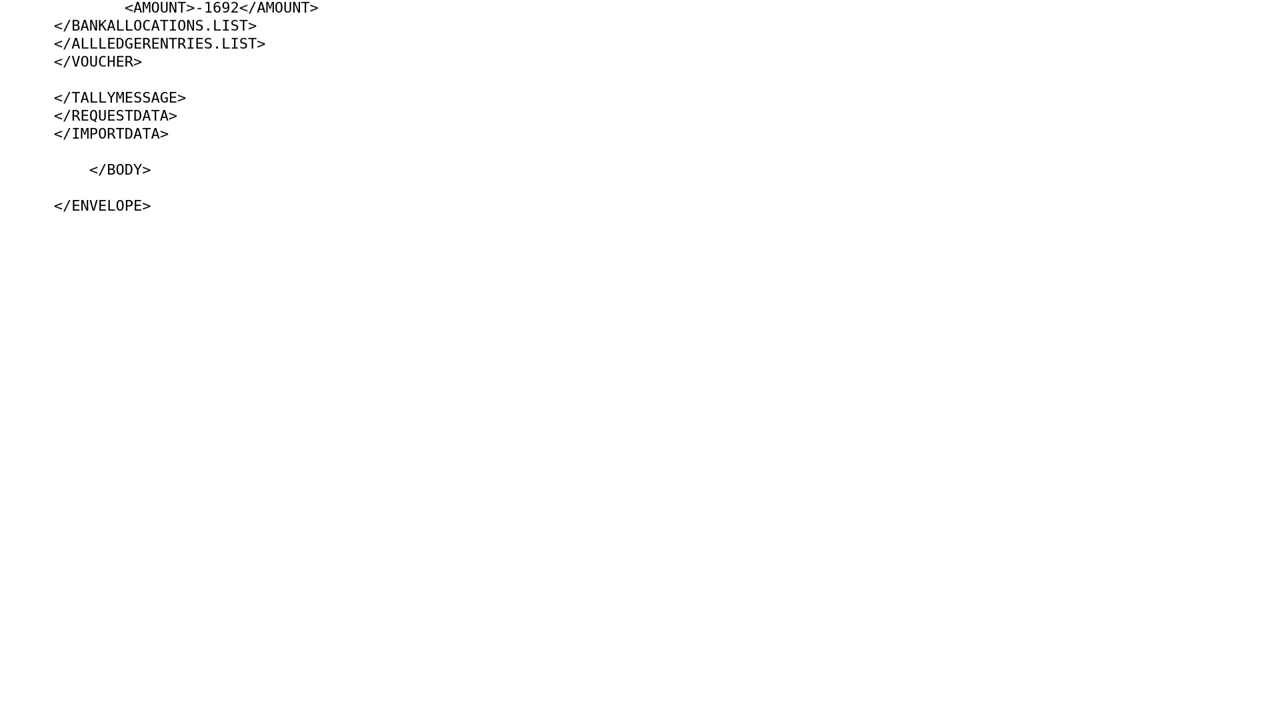 <AMOUNT>-1692</AMOUNT>
</BANKALLOCATIONS.LIST>
</ALLLEDGERENTRIES.LIST>
</VOUCHER>
</TALLYMESSAGE>
</REQUESTDATA>
</IMPORTDATA>
</BODY>
</ENVELOPE>